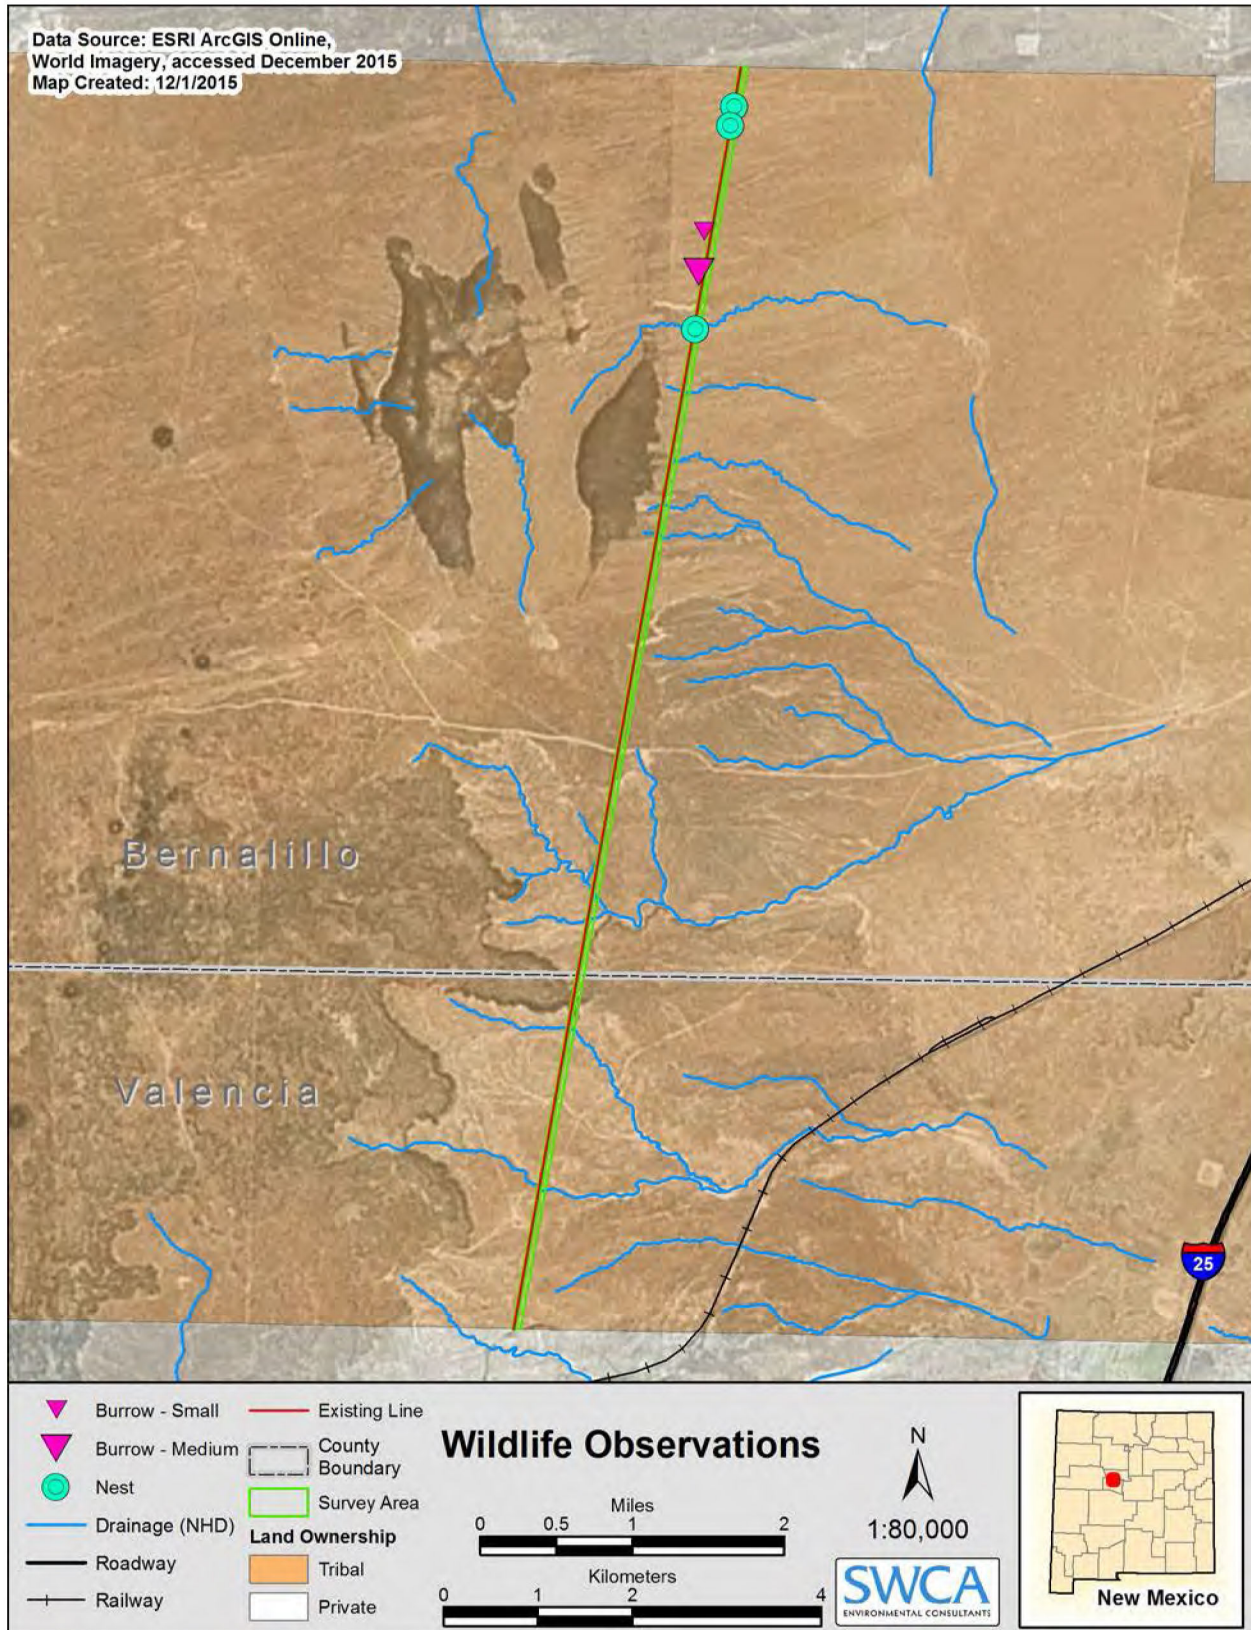 Data Source: ESRI ArcGIS Online,
World Imagery, accessed December 2015
Map Created: 12/1/2015
Bernalillo
Valencia
25
Burrow - Small
Burrow - Medium
Nest
Drainage (NHD)
Roadway
Railway
Existing Line
County
Boundary
Survey Area
Land Ownership
Tribal
Private
Wildlife Observations
Miles
0 0.5 1 2
Kilometers
0 1 2 4
N
1:80,000
SWCA
ENVIRONMENTAL CONSULTANTS
New Mexico